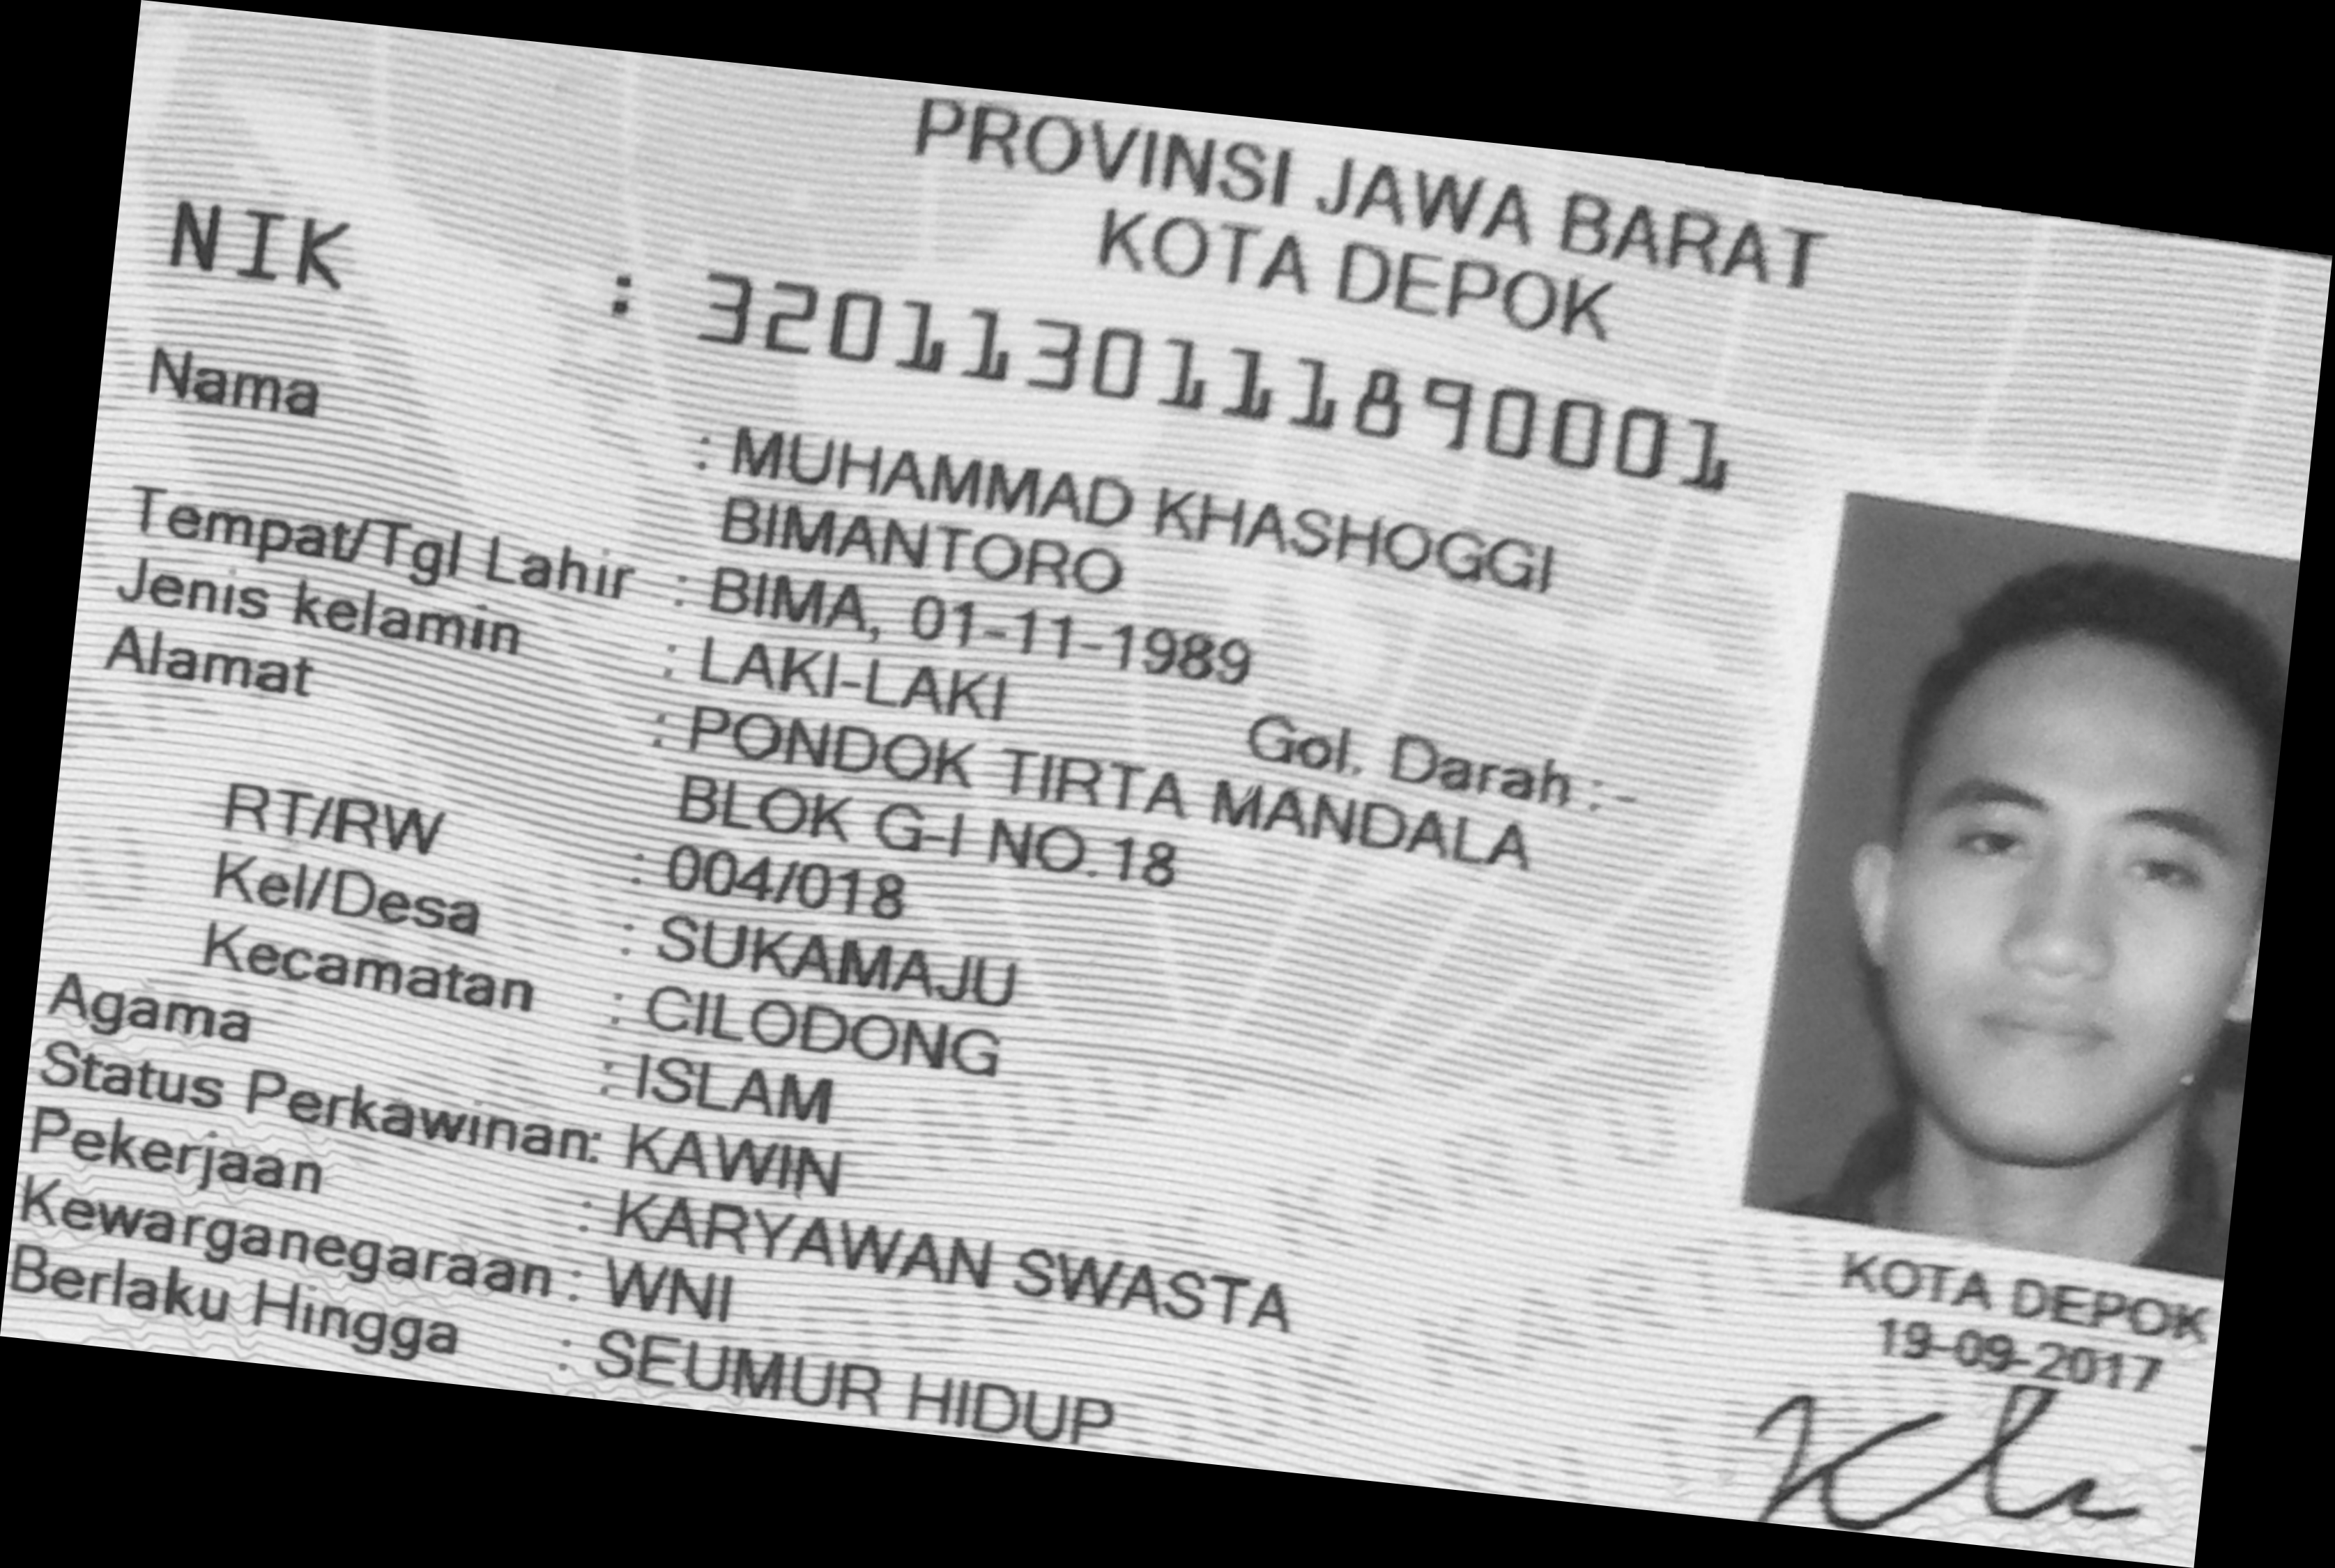 PROVINSI JAWA BARAT
KOTA DEPOK
NIK : 3201130111890001
Nama : MUHAMMAD KHASHOGGI
BIMANTORO
Tempat/Tgl Lahir : BIMA, 01-11-1989
Jenis kelamin : LAKI-LAKI Gol. Darah : -
Alamat : PONDOK TIRTA MANDALA
BLOK G-I NO.18
RT/RW : 004/018
Kel/Desa : SUKAMAJU
Kecamatan : CILODONG
Agama : ISLAM
Status Perkawinan: KAWIN
Pekerjaan : KARYAWAN SWASTA
Kewarganegaraan : WNI
Berlaku Hingga : SEUMUR HIDUP
KOTA DEPOK
19-09-2017